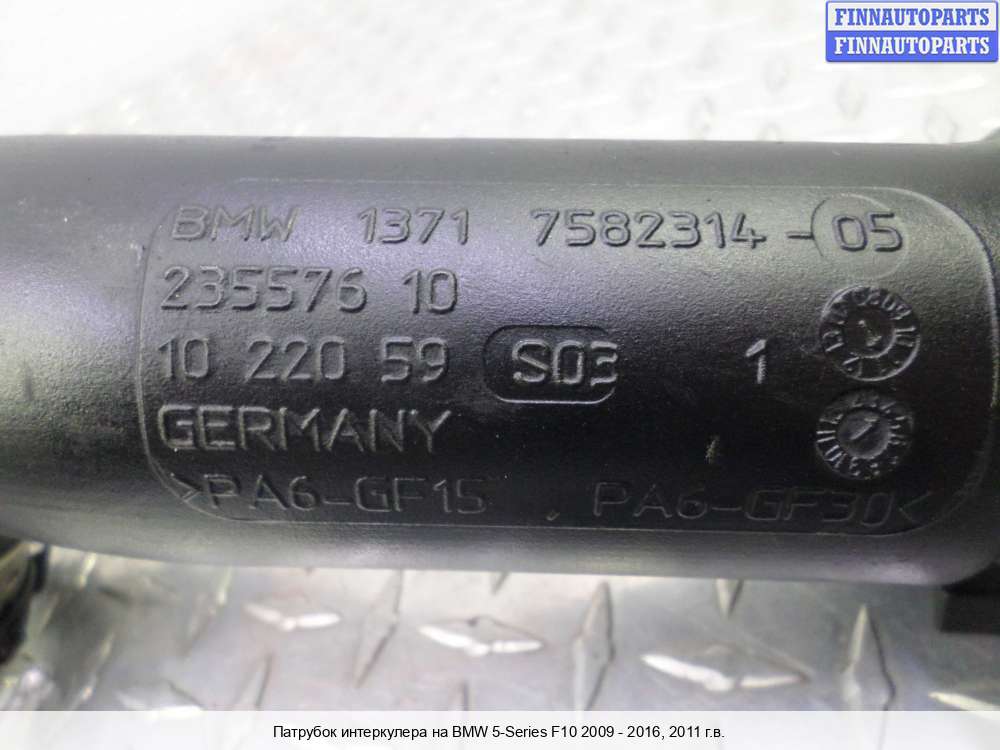 FINNAUTOPARTS
FINNAUTOPARTS
BMW 1371 7582314-05
235576 10
10 220 59 S03 1
GERMANY
>PA6-GF15 , PA6-GF30<
Патрубок интеркулера на BMW 5-Series F10 2009 - 2016, 2011 г.в.